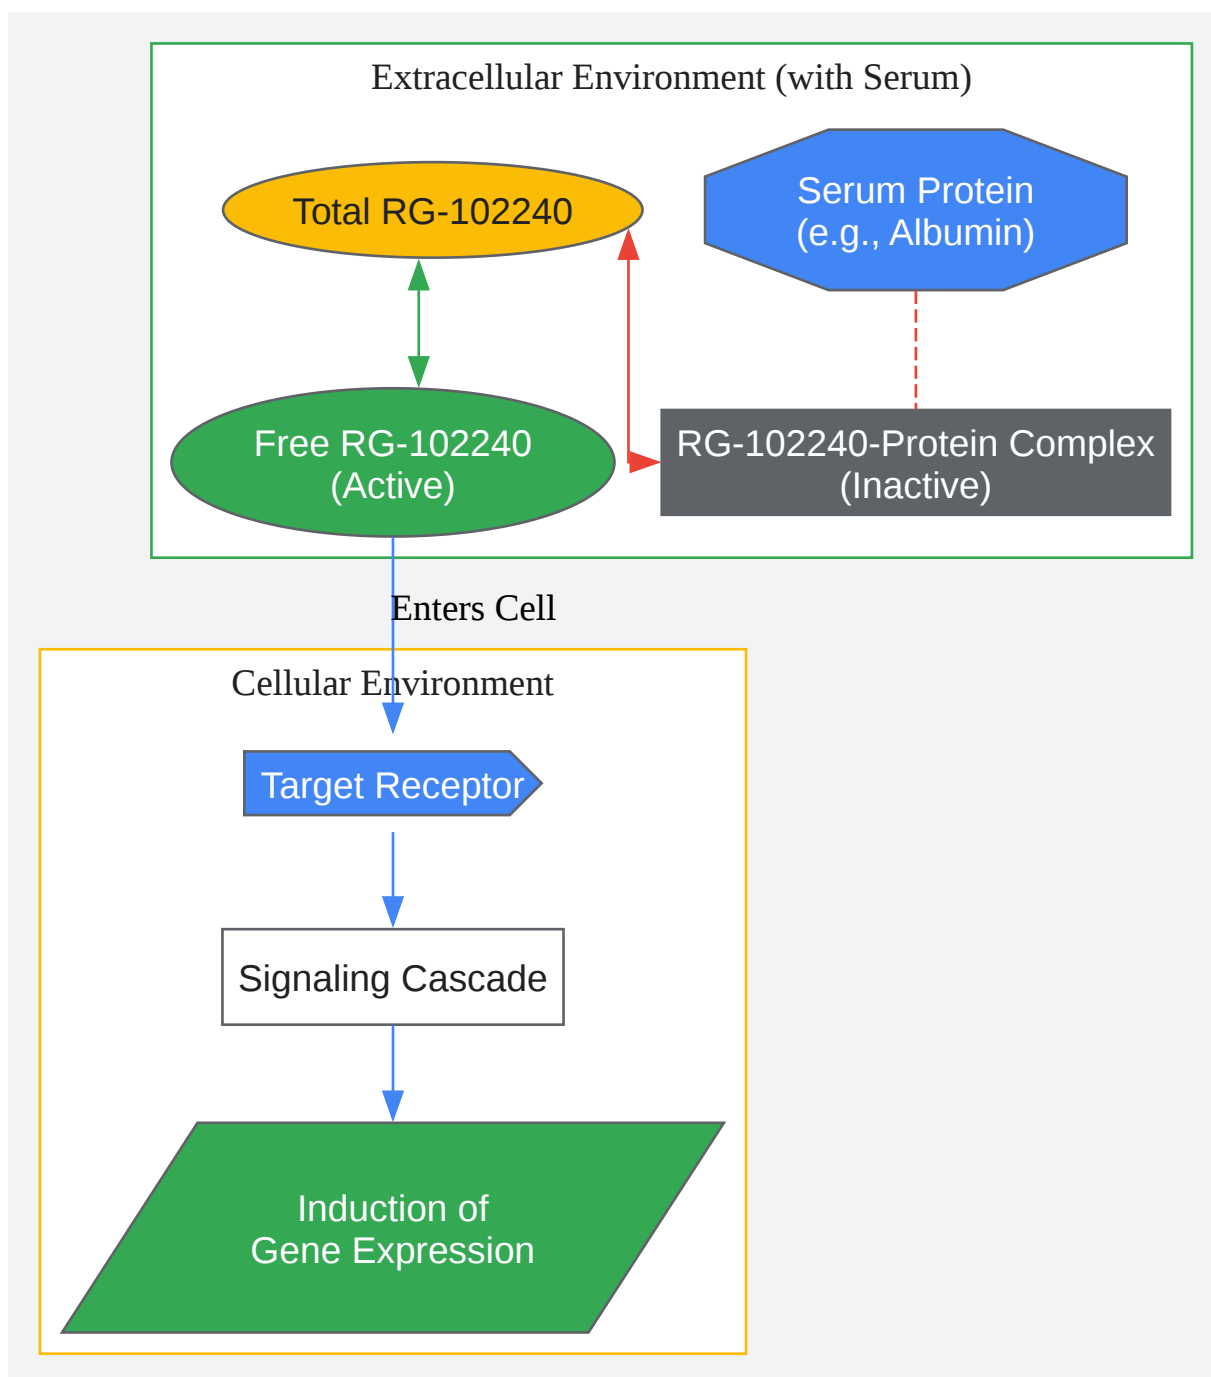 Extracellular Environment (with Serum)
Total RG-102240
Serum Protein
(e.g., Albumin)
Free RG-102240
(Active)
RG-102240-Protein Complex
(Inactive)
Enters Cell
Cellular Environment
Target Receptor
Signaling Cascade
Induction of
Gene Expression